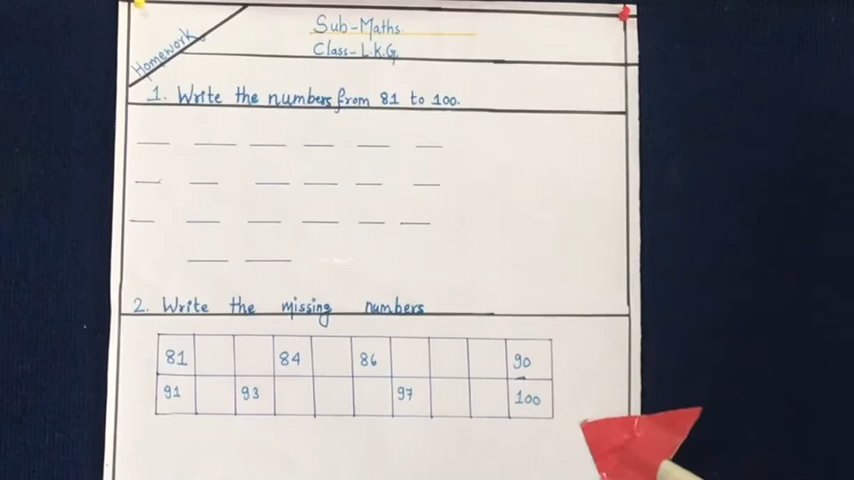 Homework
Sub-Maths
Class-L.K.G.
1. Write the numbers from 81 to 100.
2. Write the missing numbers
81 84 86 90
91 93 97 100